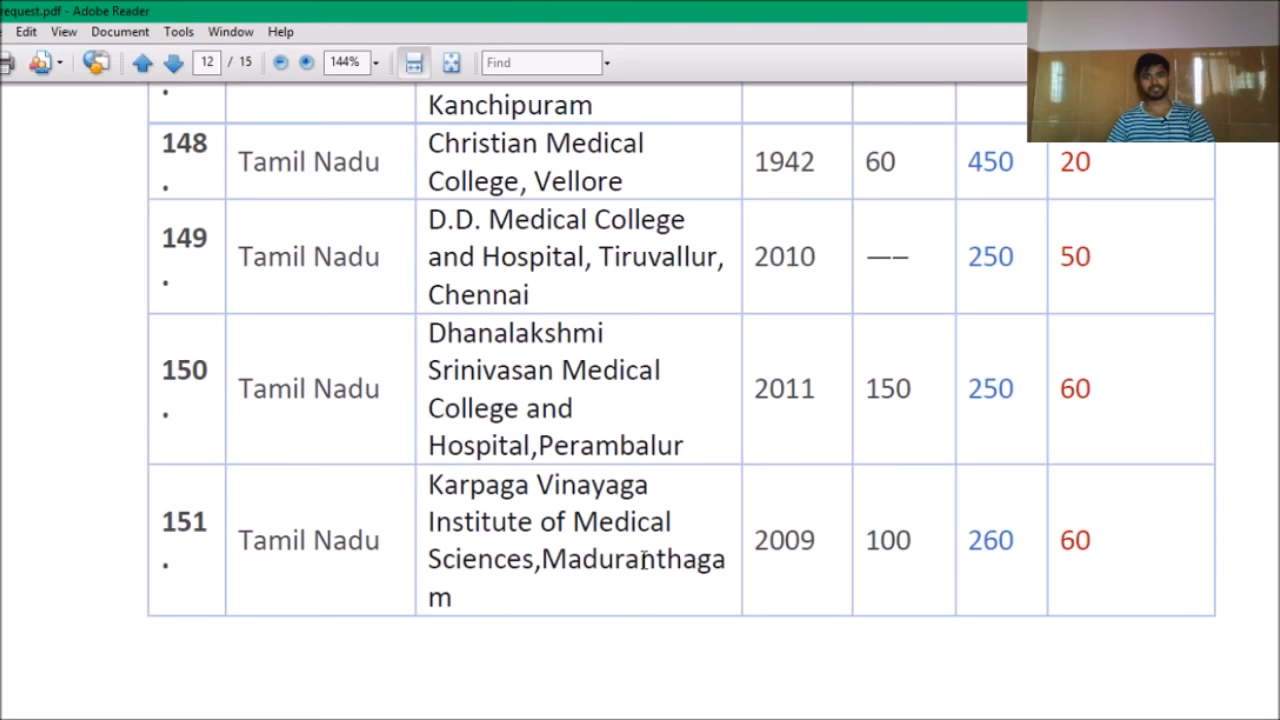 request.pdf - Adobe Reader
Edit View Document Tools Window Help
12 / 15 144% Find
. Kanchipuram
148 . Tamil Nadu Christian Medical College, Vellore 1942 60 450 20
149 . Tamil Nadu D.D. Medical College and Hospital, Tiruvallur, Chennai 2010 —– 250 50
150 . Tamil Nadu Dhanalakshmi Srinivasan Medical College and Hospital,Perambalur 2011 150 250 60
151 . Tamil Nadu Karpaga Vinayaga Institute of Medical Sciences,Maduranthagam 2009 100 260 60